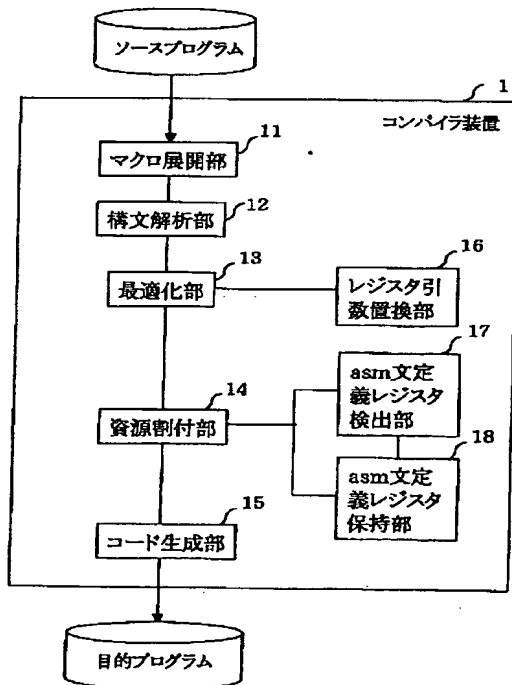 ソースプログラム
1
コンパイラ装置
11
マクロ展開部
12
構文解析部
13
最適化部
16
レジスタ引
数置換部
17
asm文定
義レジスタ
検出部
14
資源割付部
18
asm文定
義レジスタ
保持部
15
コード生成部
目的プログラム